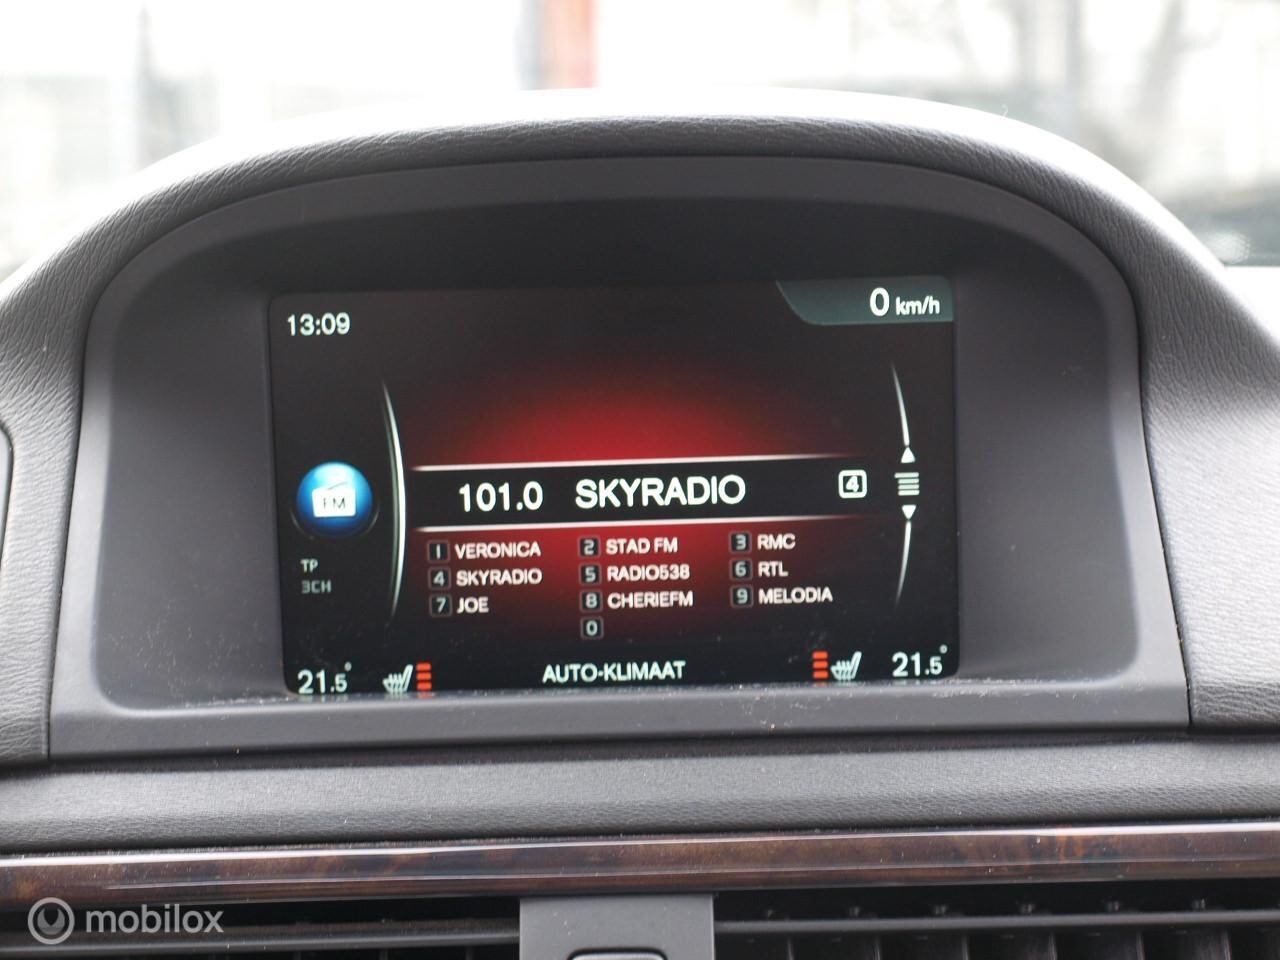 13:09
0 km/h
FM
101.0 SKYRADIO 4
1 VERONICA 2 STAD FM 3 RMC
4 SKYRADIO 5 RADIO538 6 RTL
7 JOE 8 CHERIEFM 9 MELODIA
0
TP
3CH
21.5° AUTO-KLIMAAT 21.5°
mobilox